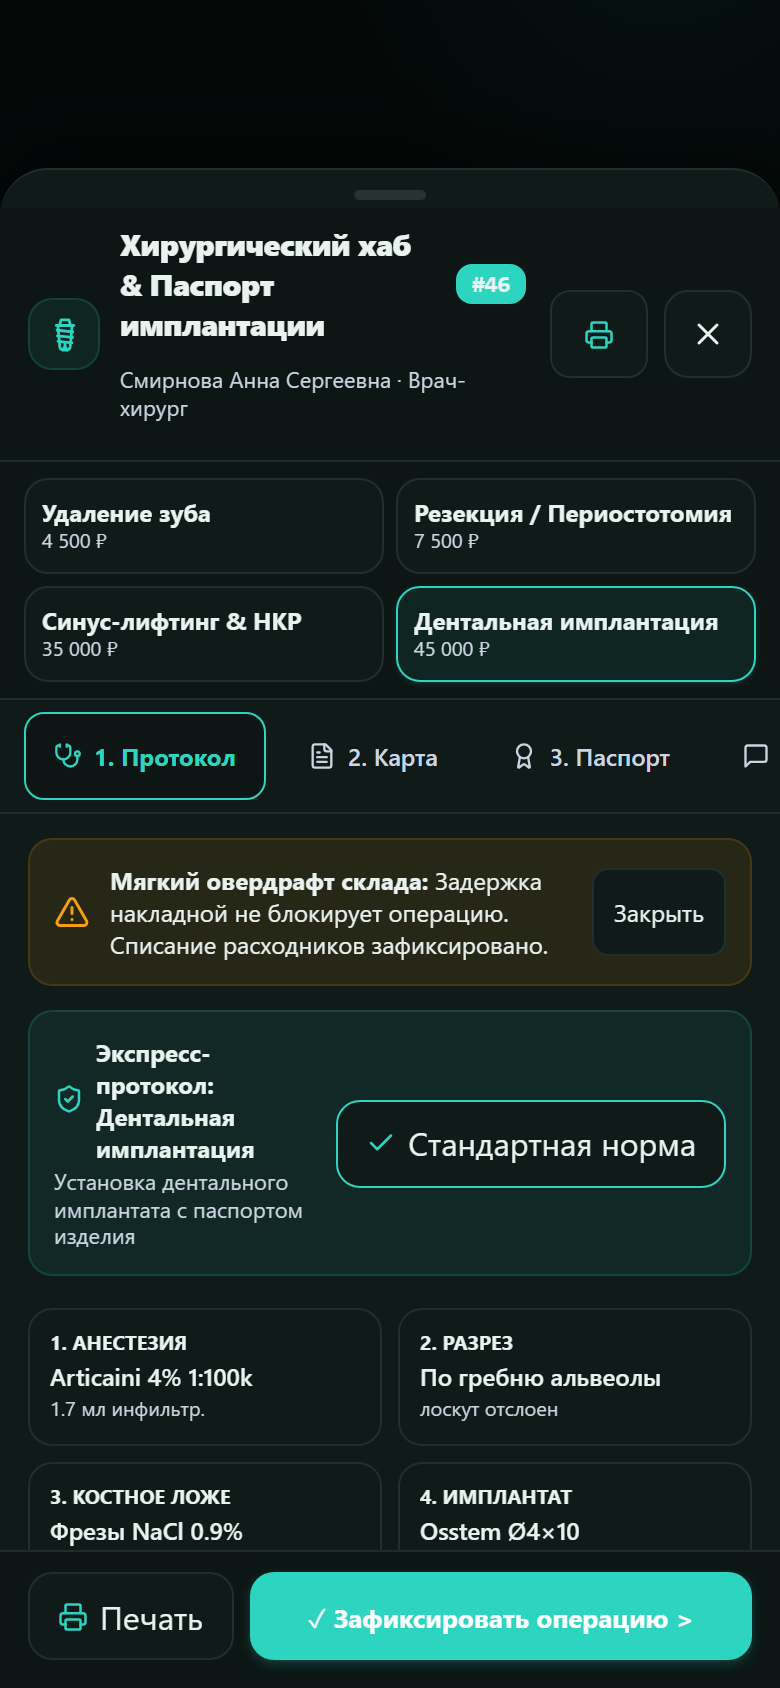 Хирургический хаб
& Паспорт
имплантации
#46
Смирнова Анна Сергеевна · Врач-
хирург
Удаление зуба
4 500 ₽
Резекция / Периостотомия
7 500 ₽
Синус-лифтинг & НКР
35 000 ₽
Дентальная имплантация
45 000 ₽
1. Протокол
2. Карта
3. Паспорт
Мягкий овердрафт склада: Задержка
накладной не блокирует операцию.
Списание расходников зафиксировано.
Закрыть
Экспресс-
протокол:
Дентальная
имплантация
Установка дентального
имплантата с паспортом
изделия
✓ Стандартная норма
1. АНЕСТЕЗИЯ
Articaini 4% 1:100k
1.7 мл инфильтр.
2. РАЗРЕЗ
По гребню альвеолы
лоскут отслоен
3. КОСТНОЕ ЛОЖЕ
Фрезы NaCl 0.9%
4. ИМПЛАНТАТ
Osstem Ø4×10
Печать
✓ Зафиксировать операцию >